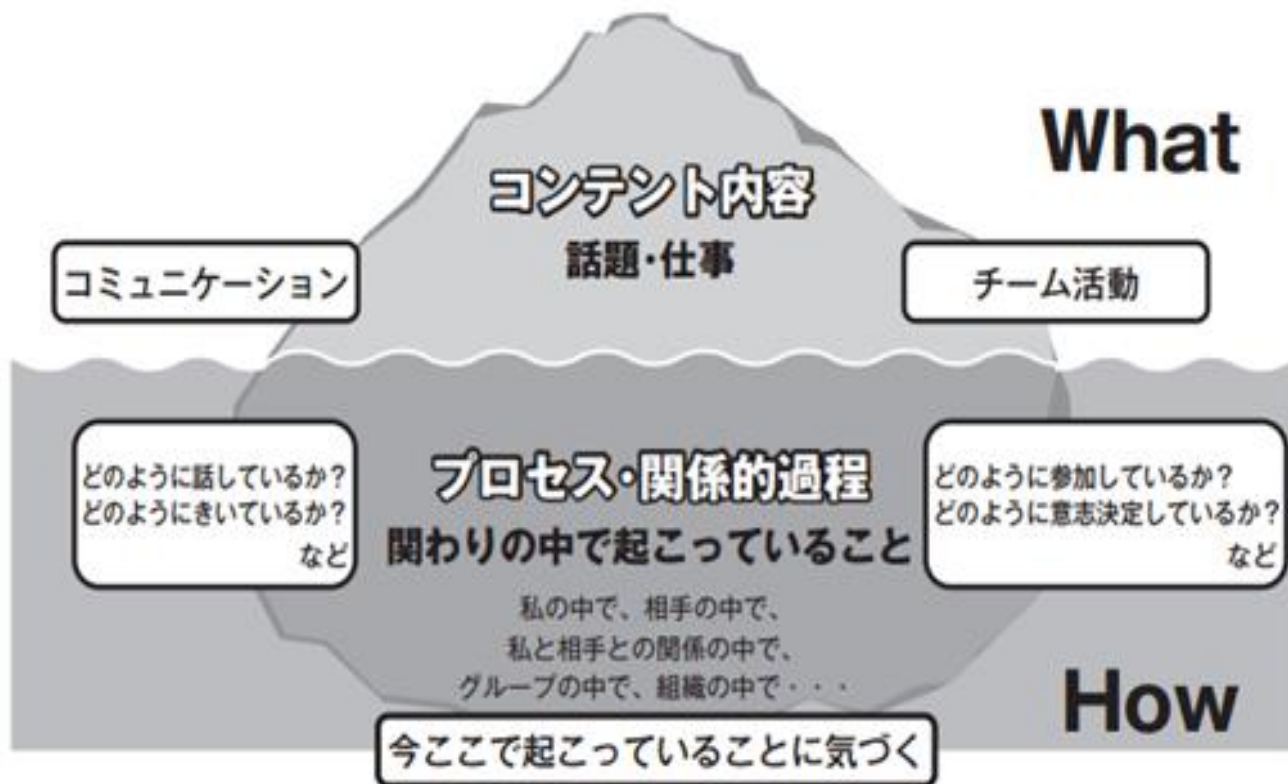 What
コンテント内容
話題・仕事
コミュニケーション
チーム活動
どのように話しているか？
どのようにきいているか？
など
プロセス・関係的過程
関わりの中で起こっていること
私の中で、相手の中で、
私と相手との関係の中で、
グループの中で、組織の中で・・・
どのように参加しているか？
どのように意志決定しているか？
など
How
今ここで起こっていることに気づく